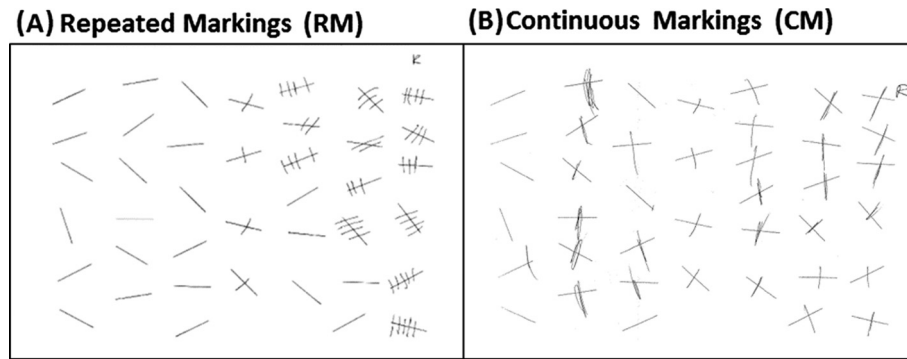 (A) Repeated Markings (RM)
(B) Continuous Markings (CM)
R
R